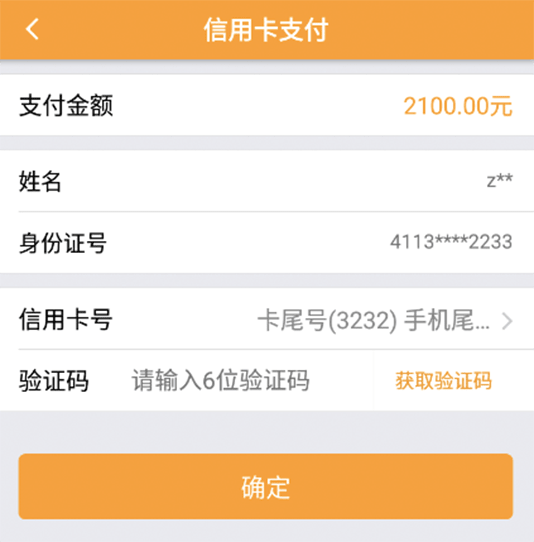 信用卡支付
支付金额 2100.00元
姓名 z**
身份证号 4113****2233
信用卡号 卡尾号(3232) 手机尾...
验证码 请输入6位验证码 获取验证码
确定